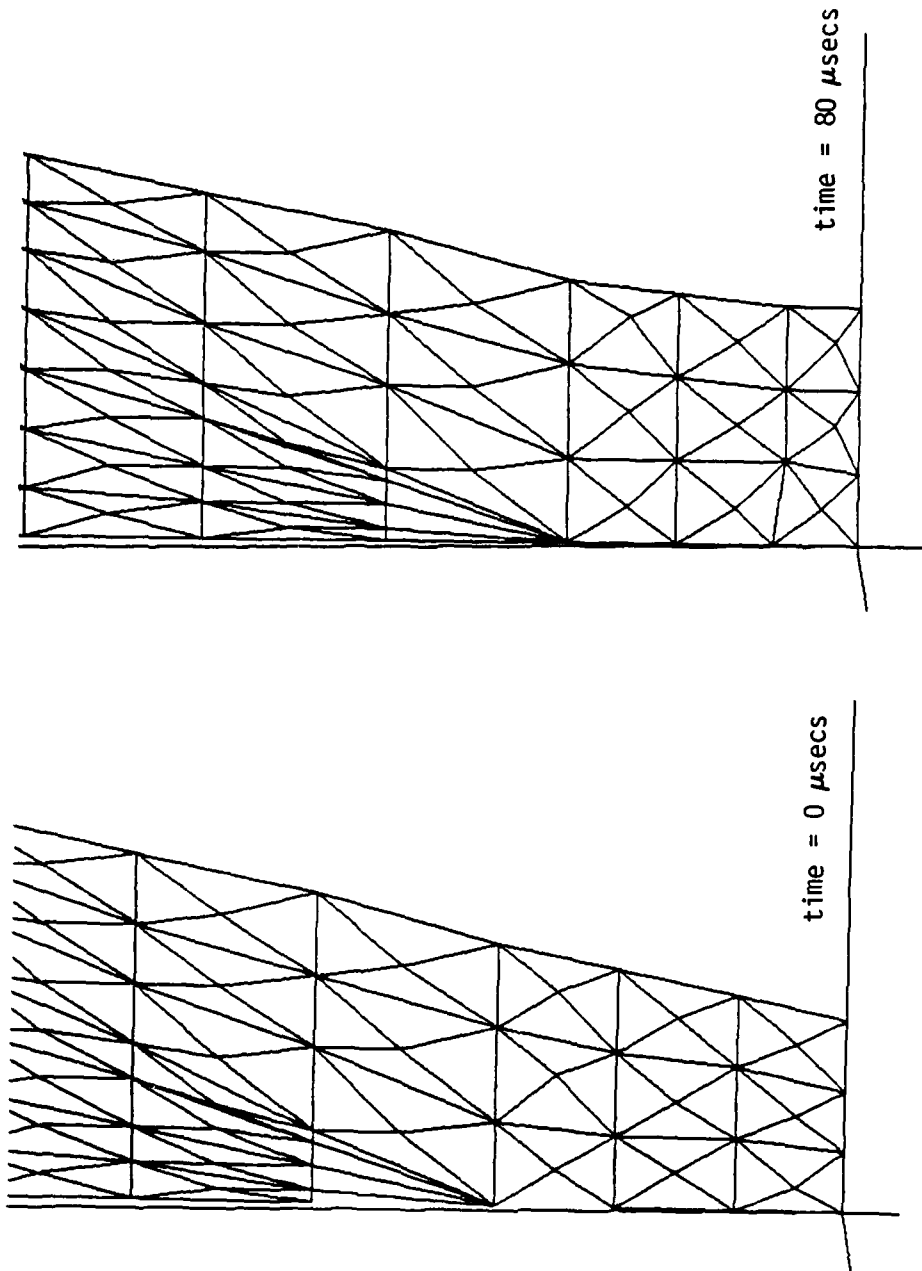 time = 80 μsecs
time = 0 μsecs